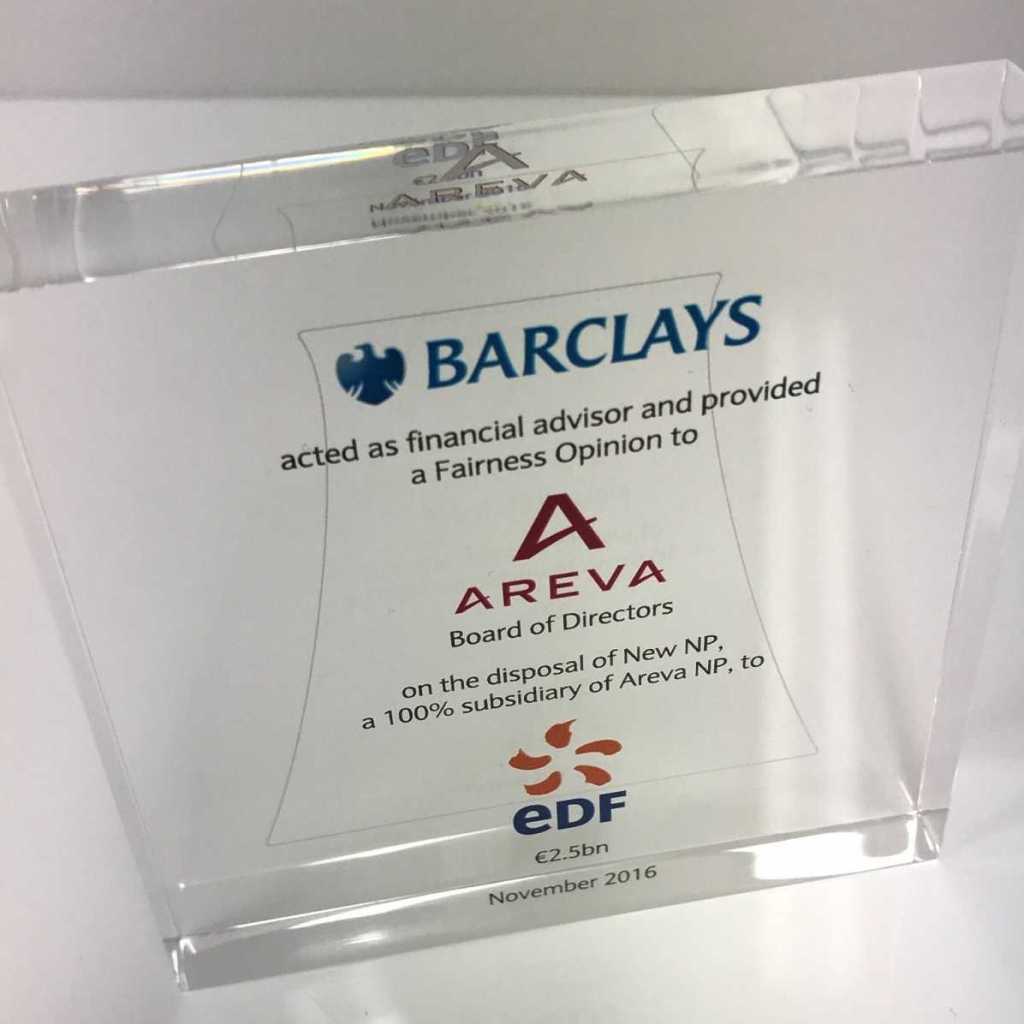 BARCLAYS
acted as financial advisor and provided
a Fairness Opinion to
AREVA
Board of Directors
on the disposal of New NP,
a 100% subsidiary of Areva NP, to
eDF
€2.5bn
November 2016